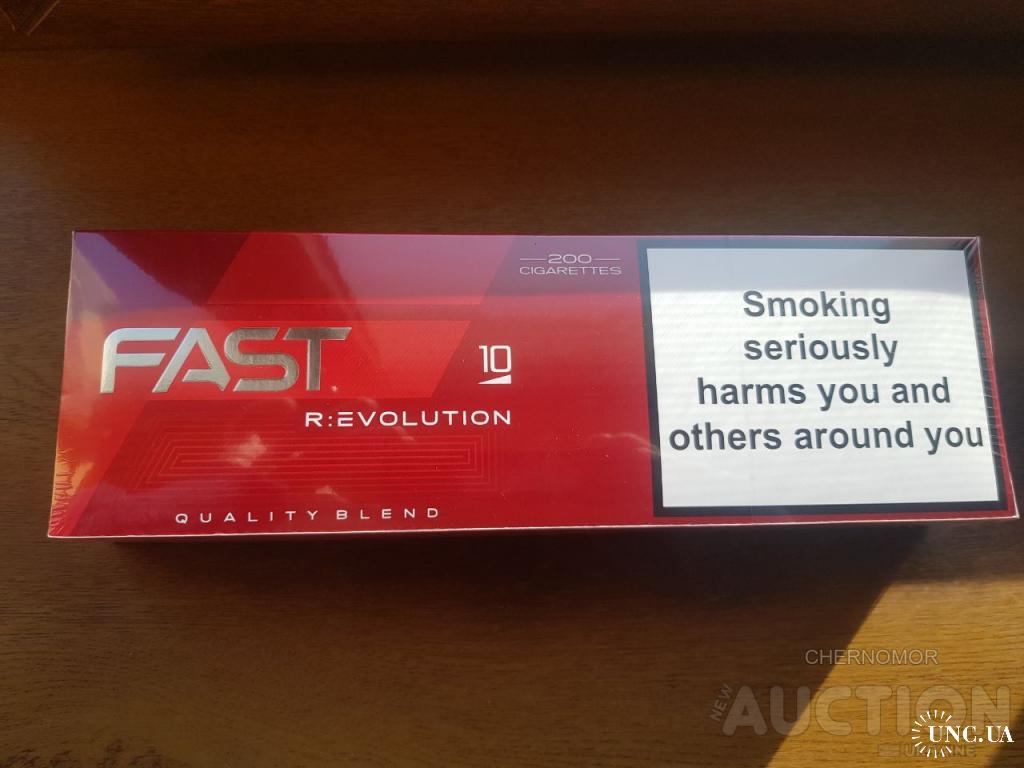 200
CIGARETTES
FAST
10
R:EVOLUTION
QUALITY BLEND
Smoking
seriously
harms you and
others around you
CHERNOMOR
NEW
AUCTION
UNC.UA